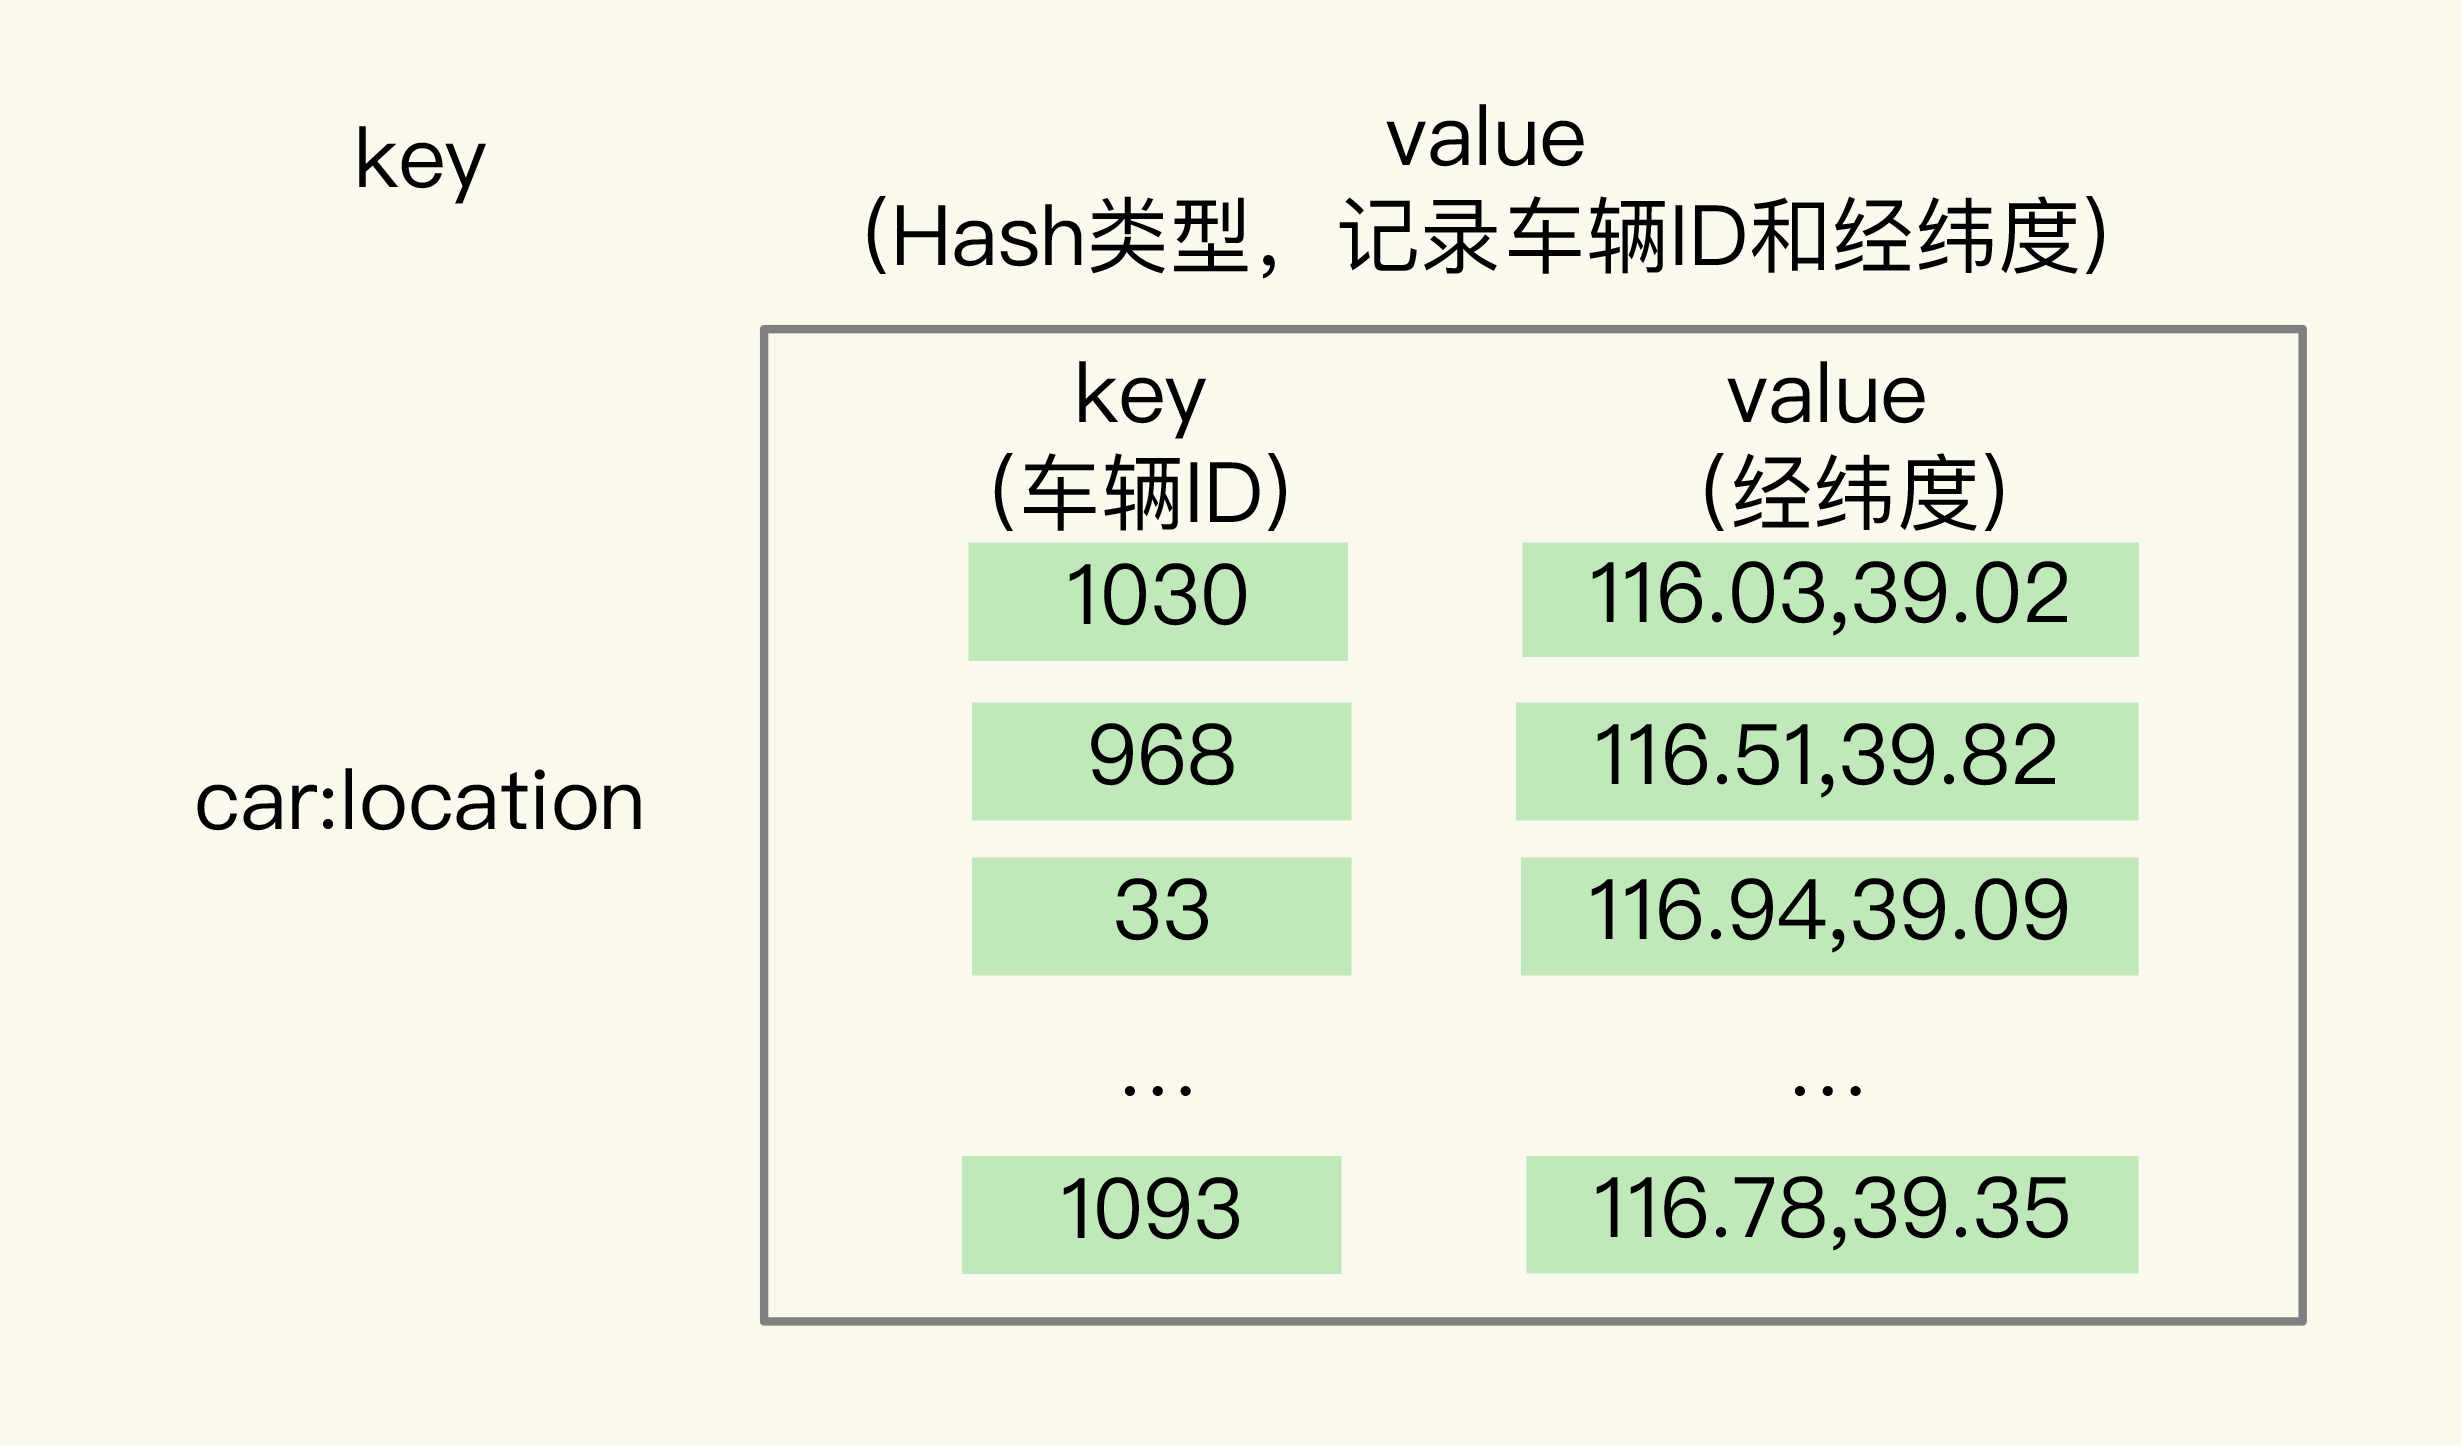 key
value
(Hash类型，记录车辆ID和经纬度)
key
value
(车辆ID)
(经纬度)
1030
116.03,39.02
968
116.51,39.82
car:location
33
116.94,39.09
...
...
1093
116.78,39.35